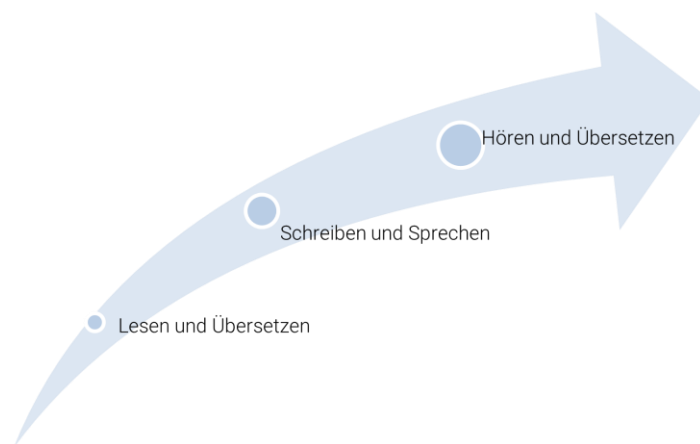 Hören und Übersetzen
Schreiben und Sprechen
Lesen und Übersetzen